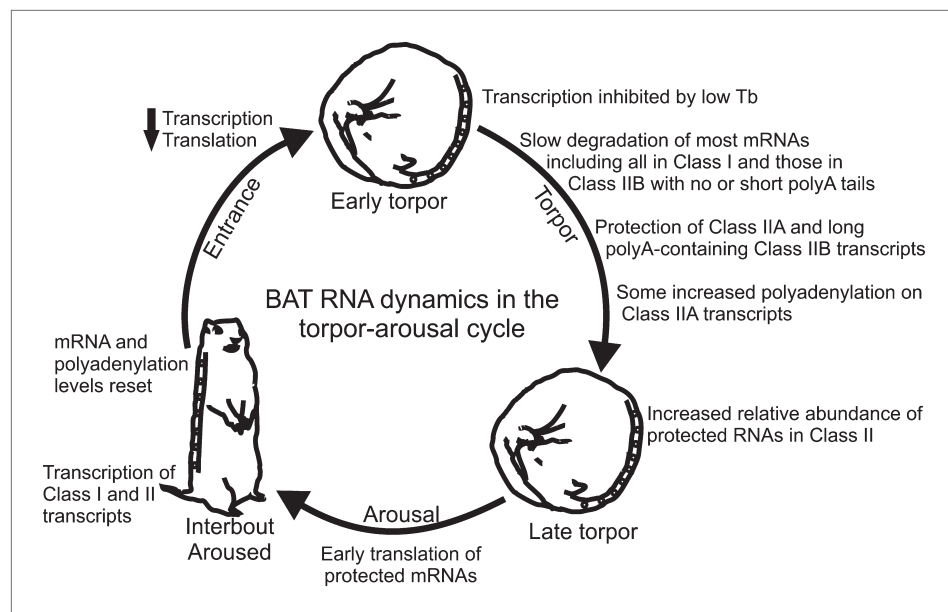 Transcription inhibited by low Tb
Transcription
Translation
Slow degradation of most mRNAs
including all in Class I and those in
Class IIB with no or short polyA tails
Early torpor
Entrance
Torpor
Protection of Class IIA and long
polyA-containing Class IIB transcripts
BAT RNA dynamics in the
torpor-arousal cycle
Some increased polyadenylation on
Class IIA transcripts
mRNA and
polyadenylation
levels reset
Increased relative abundance of
protected RNAs in Class II
Transcription of
Class I and II
transcripts
Interbout
Aroused
Arousal
Late torpor
Early translation of
protected mRNAs